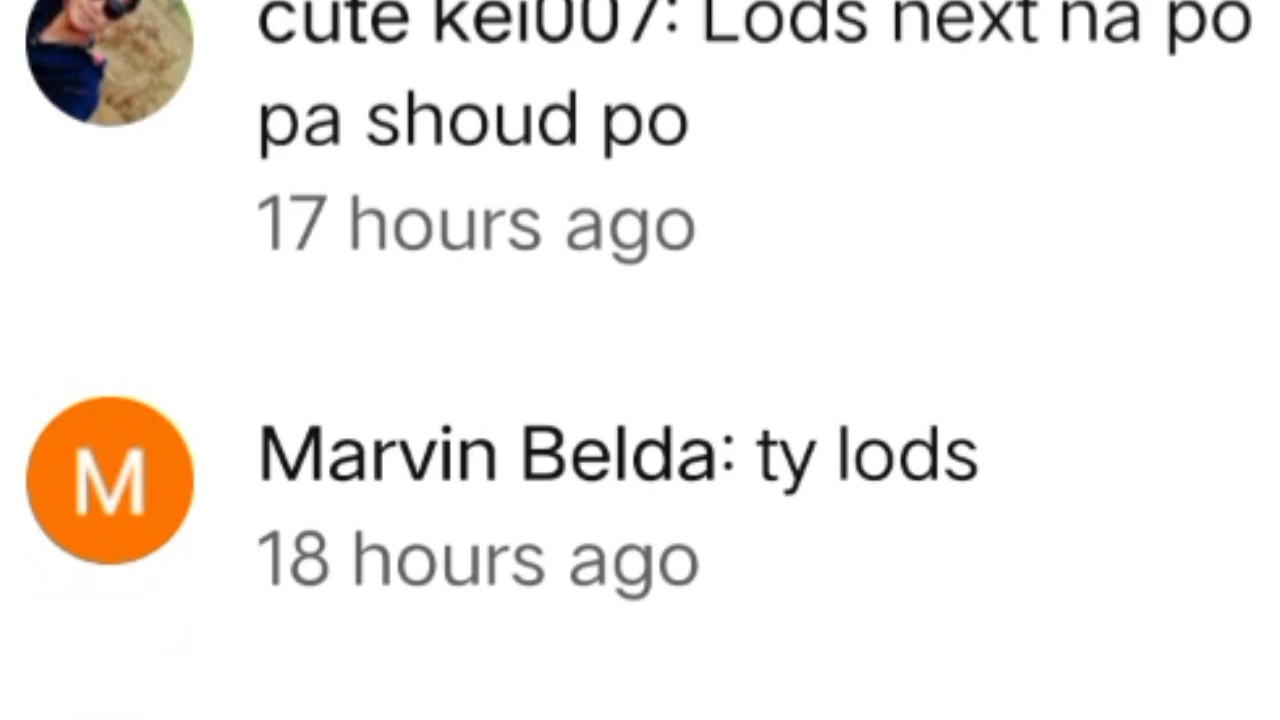 cute kei007: Lods next na po
pa shoud po
17 hours ago
M
Marvin Belda: ty lods
18 hours ago